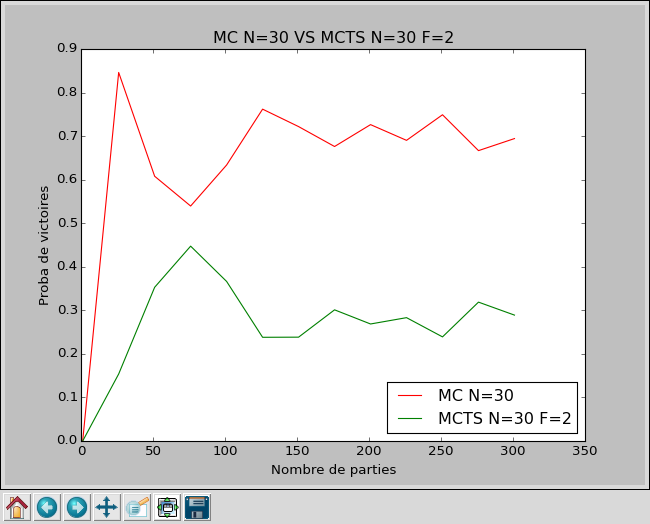 MC N=30 VS MCTS N=30 F=2
0.9
0.8
0.7
0.6
0.5
0.4
0.3
0.2
0.1
0.0
Proba de victoires
MC N=30
MCTS N=30 F=2
0 50 100 150 200 250 300 350
Nombre de parties